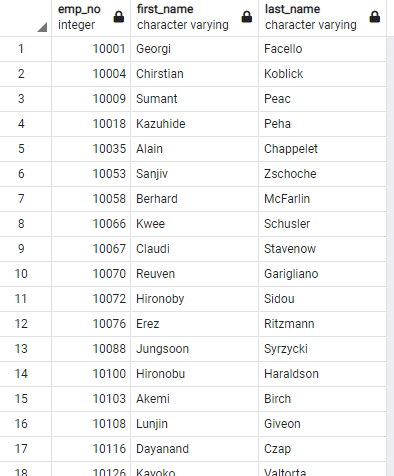 emp_no first_name last_name
integer character varying character varying
1 10001 Georgi Facello
2 10004 Chirstian Koblick
3 10009 Sumant Peac
4 10018 Kazuhide Peha
5 10035 Alain Chappelet
6 10053 Sanjiv Zschoche
7 10058 Berhard McFarlin
8 10066 Kwee Schusler
9 10067 Claudi Stavenow
10 10070 Reuven Garigliano
11 10072 Hironoby Sidou
12 10076 Erez Ritzmann
13 10088 Jungsoon Syrzycki
14 10100 Hironobu Haraldson
15 10103 Akemi Birch
16 10108 Lunjin Giveon
17 10116 Dayanand Czap
18 10126 Kayoko Valtorta